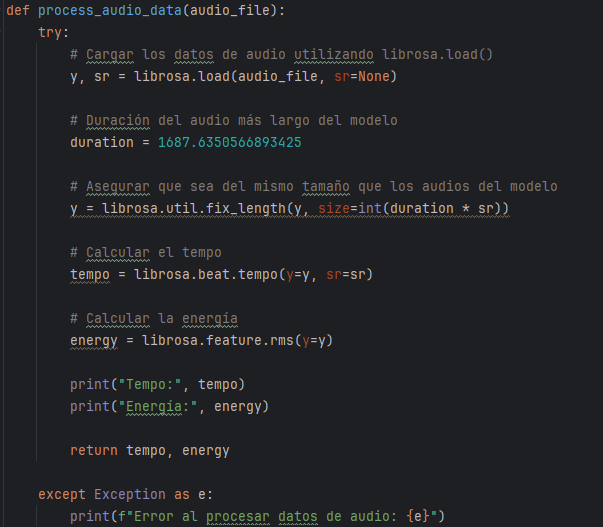 def process_audio_data(audio_file):
try:
# Cargar los datos de audio utilizando librosa.load()
y, sr = librosa.load(audio_file, sr=None)
# Duración del audio más largo del modelo
duration = 1687.6350566893425
# Asegurar que sea del mismo tamaño que los audios del modelo
y = librosa.util.fix_length(y, size=int(duration * sr))
# Calcular el tempo
tempo = librosa.beat.tempo(y=y, sr=sr)
# Calcular la energía
energy = librosa.feature.rms(y=y)
print("Tempo:", tempo)
print("Energía:", energy)
return tempo, energy
except Exception as e:
print(f"Error al procesar datos de audio: {e}")